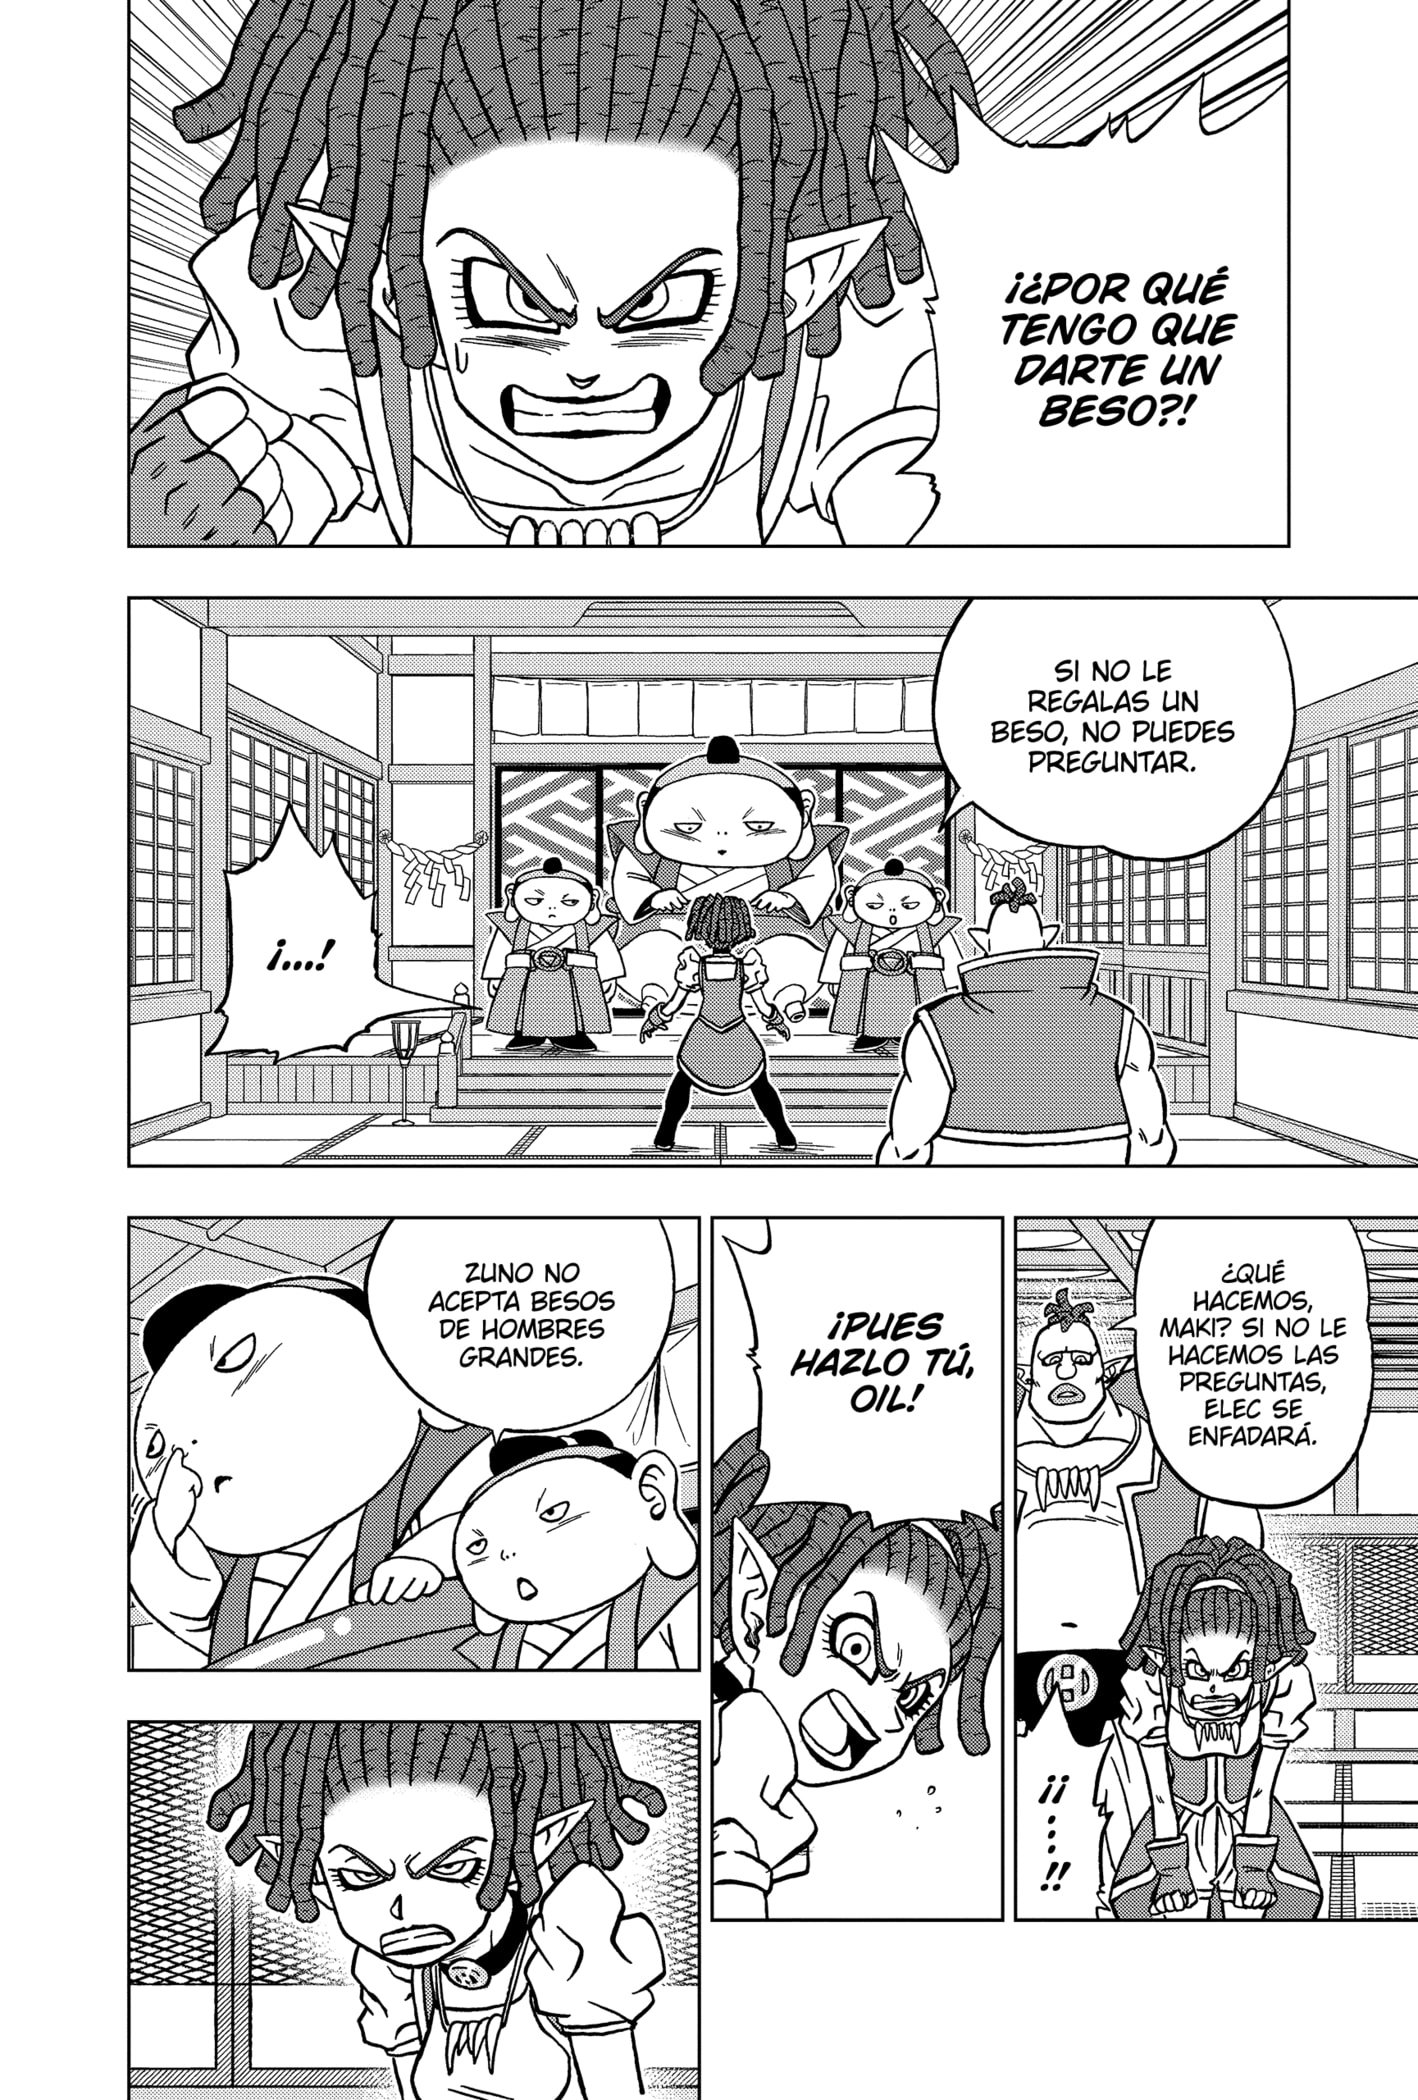 ¡¿POR QUÉ
TENGO QUE
DARTE UN
BESO?!
SI NO LE
REGALAS UN
BESO, NO PUEDES
PREGUNTAR.
¡...!
¿QUÉ
HACEMOS,
MAKI? SI NO LE
HACEMOS LAS
PREGUNTAS,
ELEC SE
ENFADARÁ.
¡¡...!!
¡PUES
HAZLO TÚ,
OIL!
ZUNO NO
ACEPTA BESOS
DE HOMBRES
GRANDES.